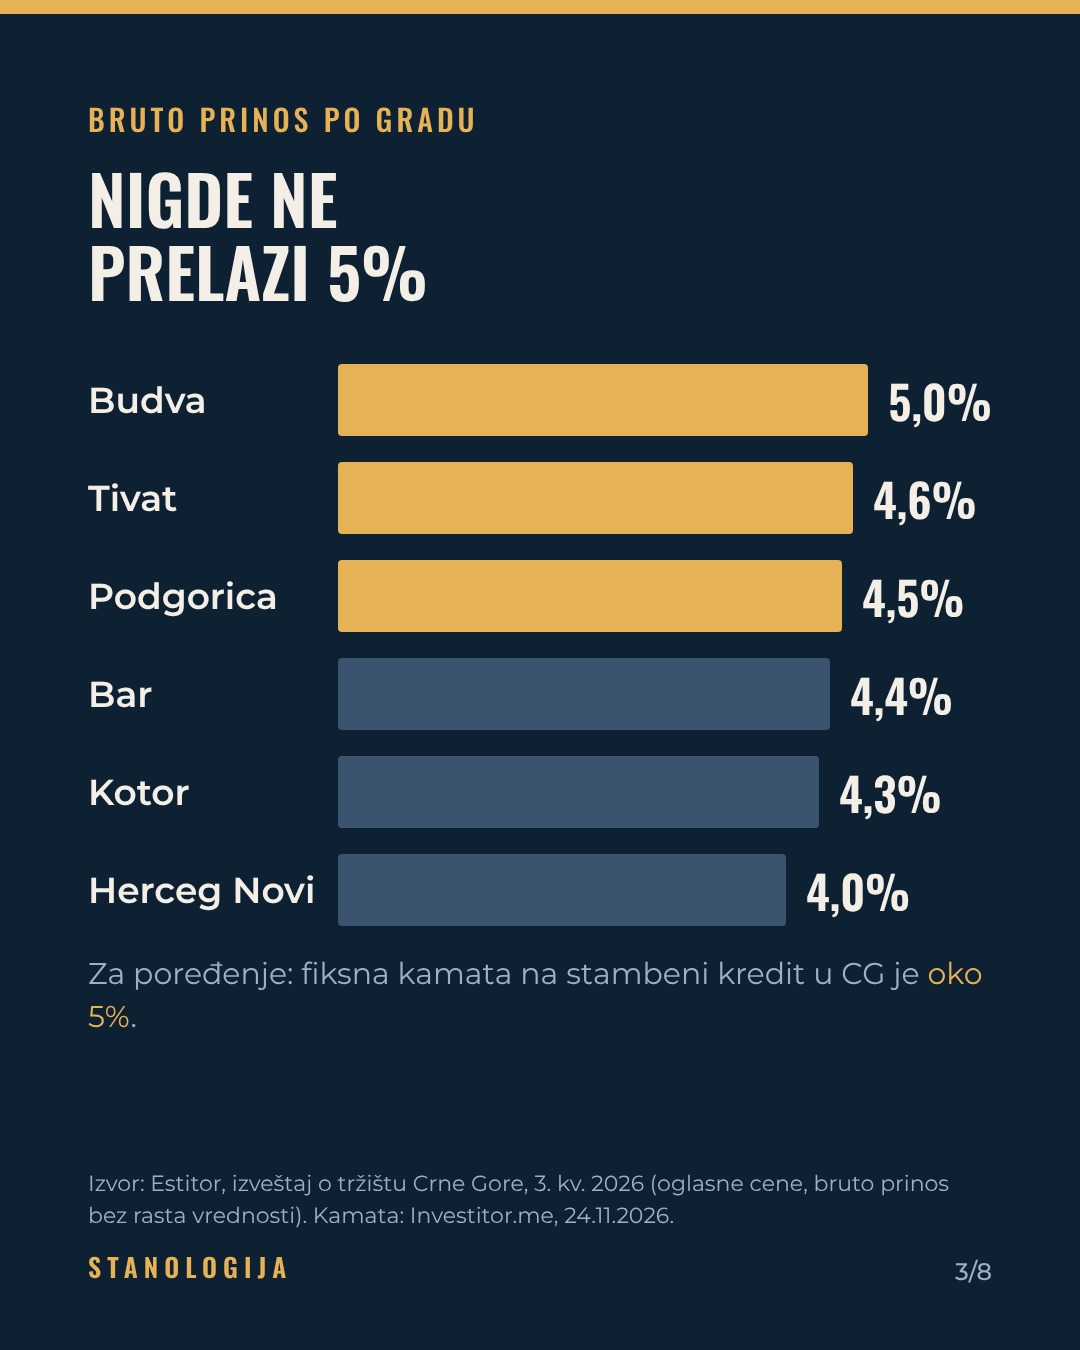 BRUTO PRINOS PO GRADU
NIGDE NE
PRELAZI 5%
Budva 5,0%
Tivat 4,6%
Podgorica 4,5%
Bar 4,4%
Kotor 4,3%
Herceg Novi 4,0%
Za poređenje: fiksna kamata na stambeni kredit u CG je oko
5%.
Izvor: Estitor, izveštaj o tržištu Crne Gore, 3. kv. 2026 (oglasne cene, bruto prinos
bez rasta vrednosti). Kamata: Investitor.me, 24.11.2026.
STANOLOGIJA
3/8